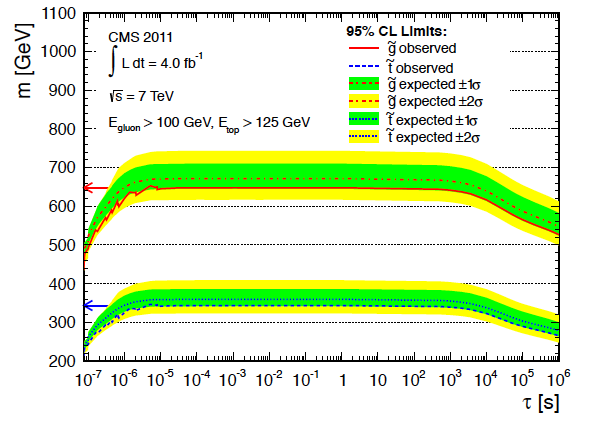 1100
1000
900
800
700
600
500
400
300
200
m [GeV]
CMS 2011
∫ L dt = 4.0 fb⁻¹
√s = 7 TeV
E_gluon > 100 GeV, E_top > 125 GeV
95% CL Limits:
g̃ observed
t̃ observed
g̃ expected ±1σ
g̃ expected ±2σ
t̃ expected ±1σ
t̃ expected ±2σ
10⁻⁷ 10⁻⁶ 10⁻⁵ 10⁻⁴ 10⁻³ 10⁻² 10⁻¹ 1 10 10² 10³ 10⁴ 10⁵ 10⁶
τ [s]